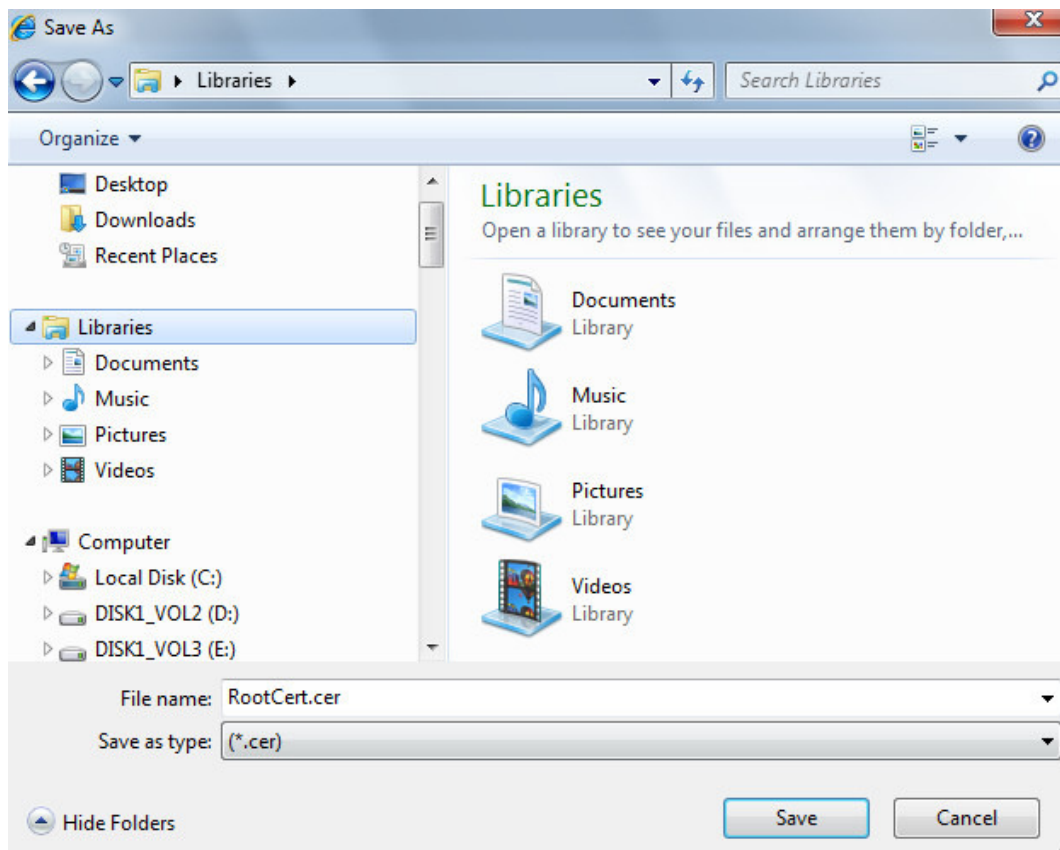 Save As
Libraries
Search Libraries
Organize
Desktop
Downloads
Recent Places
Libraries
Documents
Music
Pictures
Videos
Computer
Local Disk (C:)
DISK1_VOL2 (D:)
DISK1_VOL3 (E:)
Libraries
Open a library to see your files and arrange them by folder,...
Documents
Library
Music
Library
Pictures
Library
Videos
Library
File name: RootCert.cer
Save as type: (*.cer)
Hide Folders Save Cancel